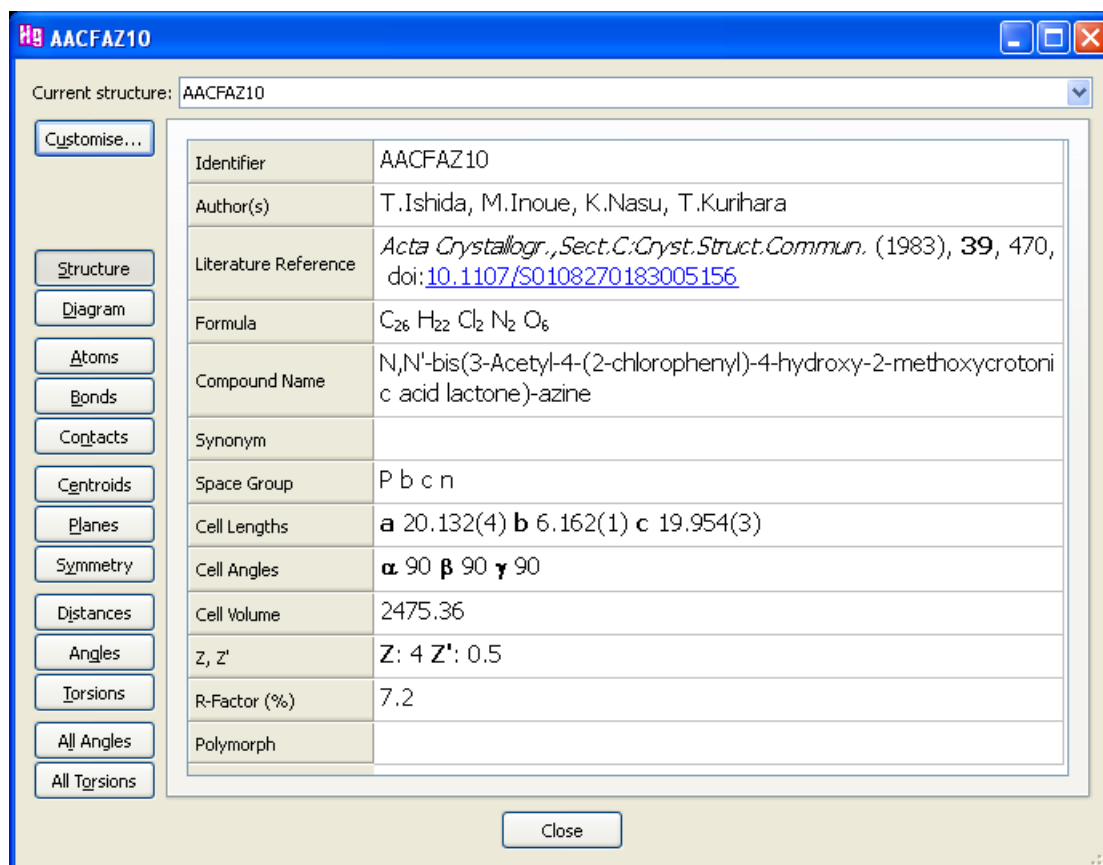 Hg AACFAZ10
Current structure: AACFAZ10
Customise...
Structure
Diagram
Atoms
Bonds
Contacts
Centroids
Planes
Symmetry
Distances
Angles
Torsions
All Angles
All Torsions
Identifier AACFAZ10
Author(s) T.Ishida, M.Inoue, K.Nasu, T.Kurihara
Literature Reference Acta Crystallogr.,Sect.C:Cryst.Struct.Commun. (1983), 39, 470,
doi:10.1107/S0108270183005156
Formula C₂₆ H₂₂ Cl₂ N₂ O₆
Compound Name N,N'-bis(3-Acetyl-4-(2-chlorophenyl)-4-hydroxy-2-methoxycrotoni
c acid lactone)-azine
Synonym
Space Group P b c n
Cell Lengths a 20.132(4) b 6.162(1) c 19.954(3)
Cell Angles α 90 β 90 γ 90
Cell Volume 2475.36
Z, Z' Z: 4 Z': 0.5
R-Factor (%) 7.2
Polymorph
Close